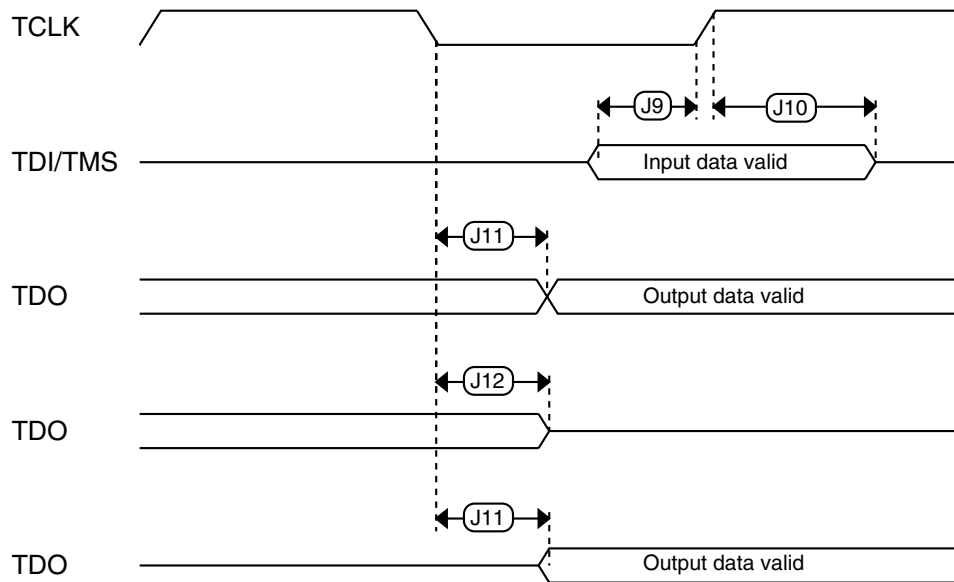 TCLK
J9
J10
TDI/TMS
Input data valid
J11
TDO
Output data valid
J12
TDO
J11
TDO
Output data valid